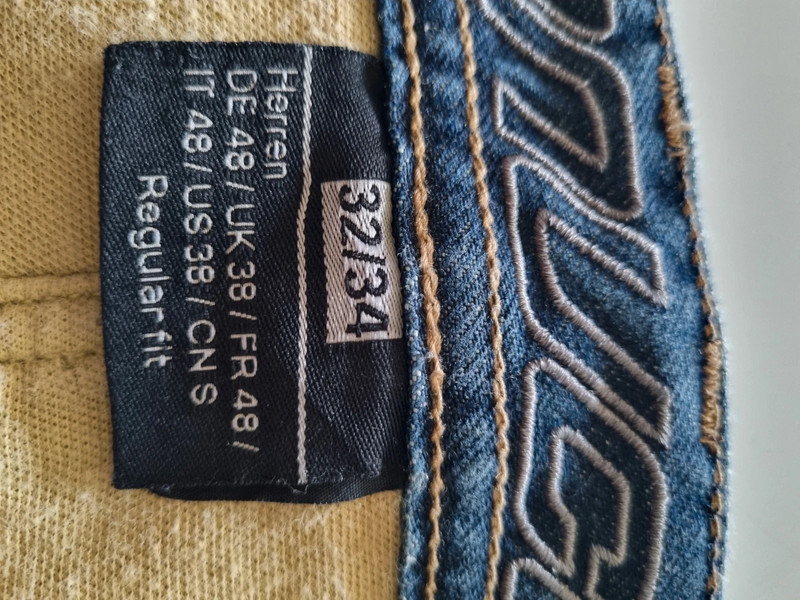 32/34
Herren
DE 48 / UK 38 / FR 48 /
IT 48 / US 38 / CN S
Regular fit